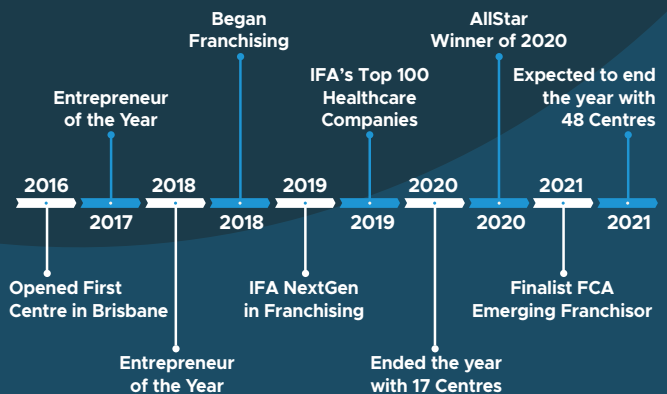 Began
Franchising
AllStar
Winner of 2020
IFA's Top 100
Healthcare
Companies
Expected to end
the year with
48 Centres
Entrepreneur
of the Year
2016
2018
2019
2020
2021
2017
2018
2019
2020
2021
Opened First
Centre in Brisbane
IFA NextGen
in Franchising
Finalist FCA
Emerging Franchisor
Entrepreneur
of the Year
Ended the year
with 17 Centres